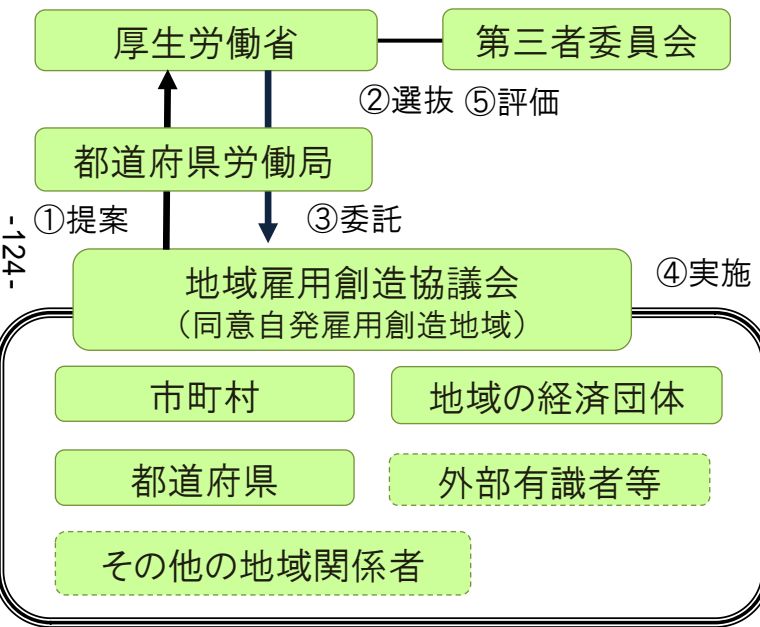 厚生労働省
第三者委員会
②選抜 ⑤評価
都道府県労働局
①提案
③委託
-124-
地域雇用創造協議会
（同意自発雇用創造地域）
④実施
市町村
地域の経済団体
都道府県
外部有識者等
その他の地域関係者